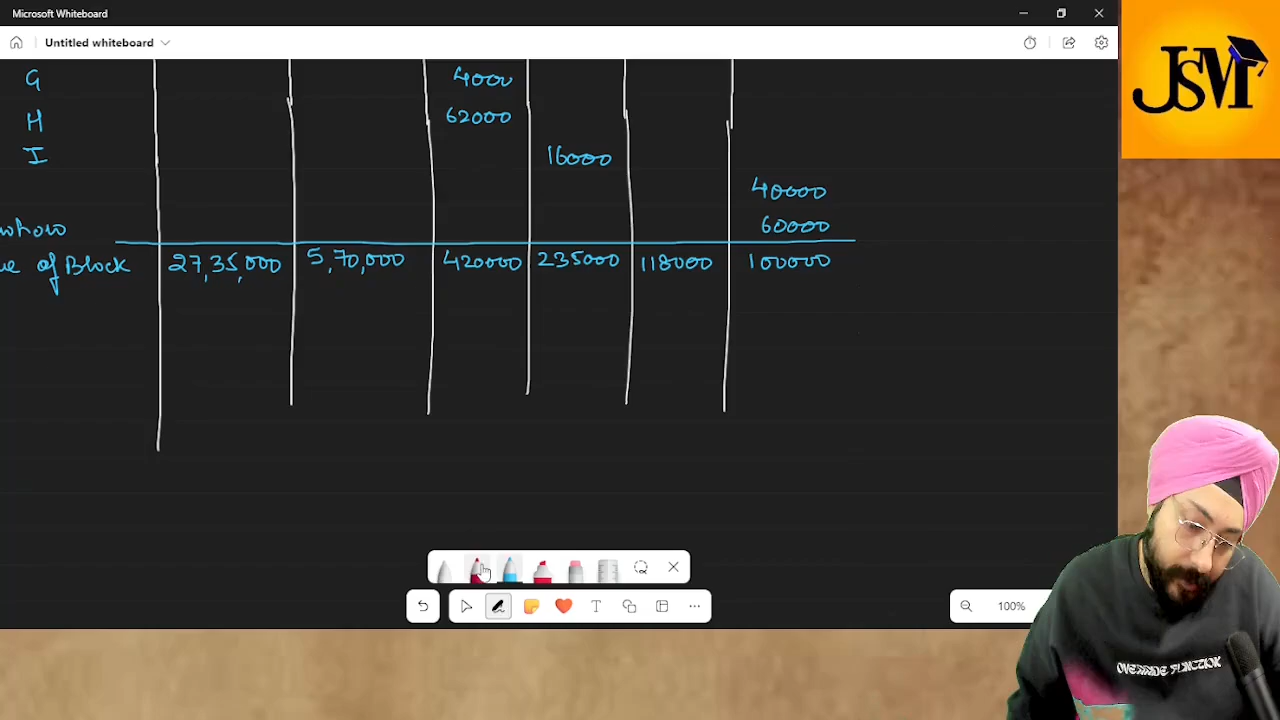 Microsoft Whiteboard
Untitled whiteboard
G 4000
H 62000
I 16000
40000
60000
of Block 27,35,000 5,70,000 420000 235000 118000 100000
100%
JSM
OVERRIDE FUNCTION